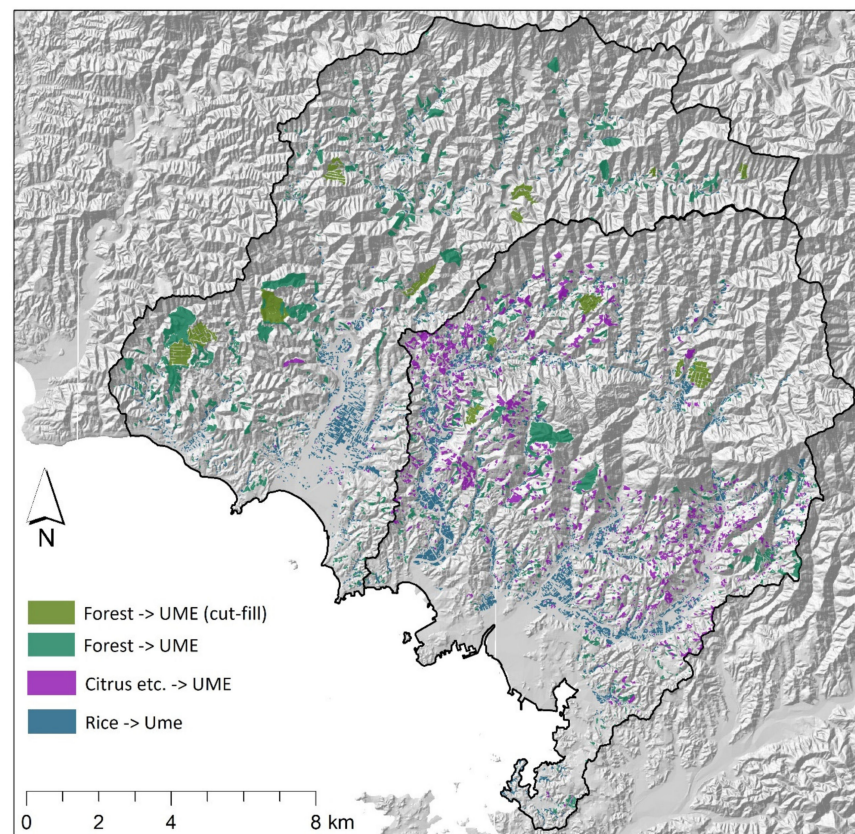 N
Forest -> UME (cut-fill)
Forest -> UME
Citrus etc. -> UME
Rice -> Ume
0 2 4 8 km